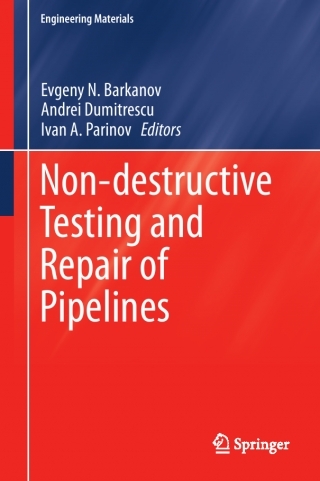 Engineering Materials
Evgeny N. Barkanov
Andrei Dumitrescu
Ivan A. Parinov Editors
Non-destructive
Testing and
Repair of
Pipelines
Springer